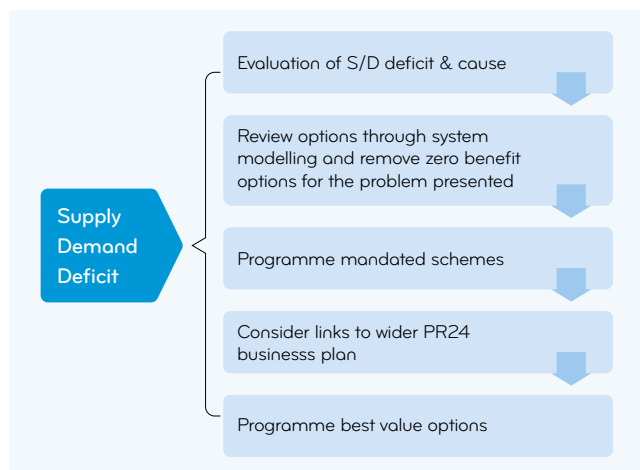 Supply
Demand
Deficit
Evaluation of S/D deficit & cause
Review options through system
modelling and remove zero benefit
options for the problem presented
Programme mandated schemes
Consider links to wider PR24
businesss plan
Programme best value options